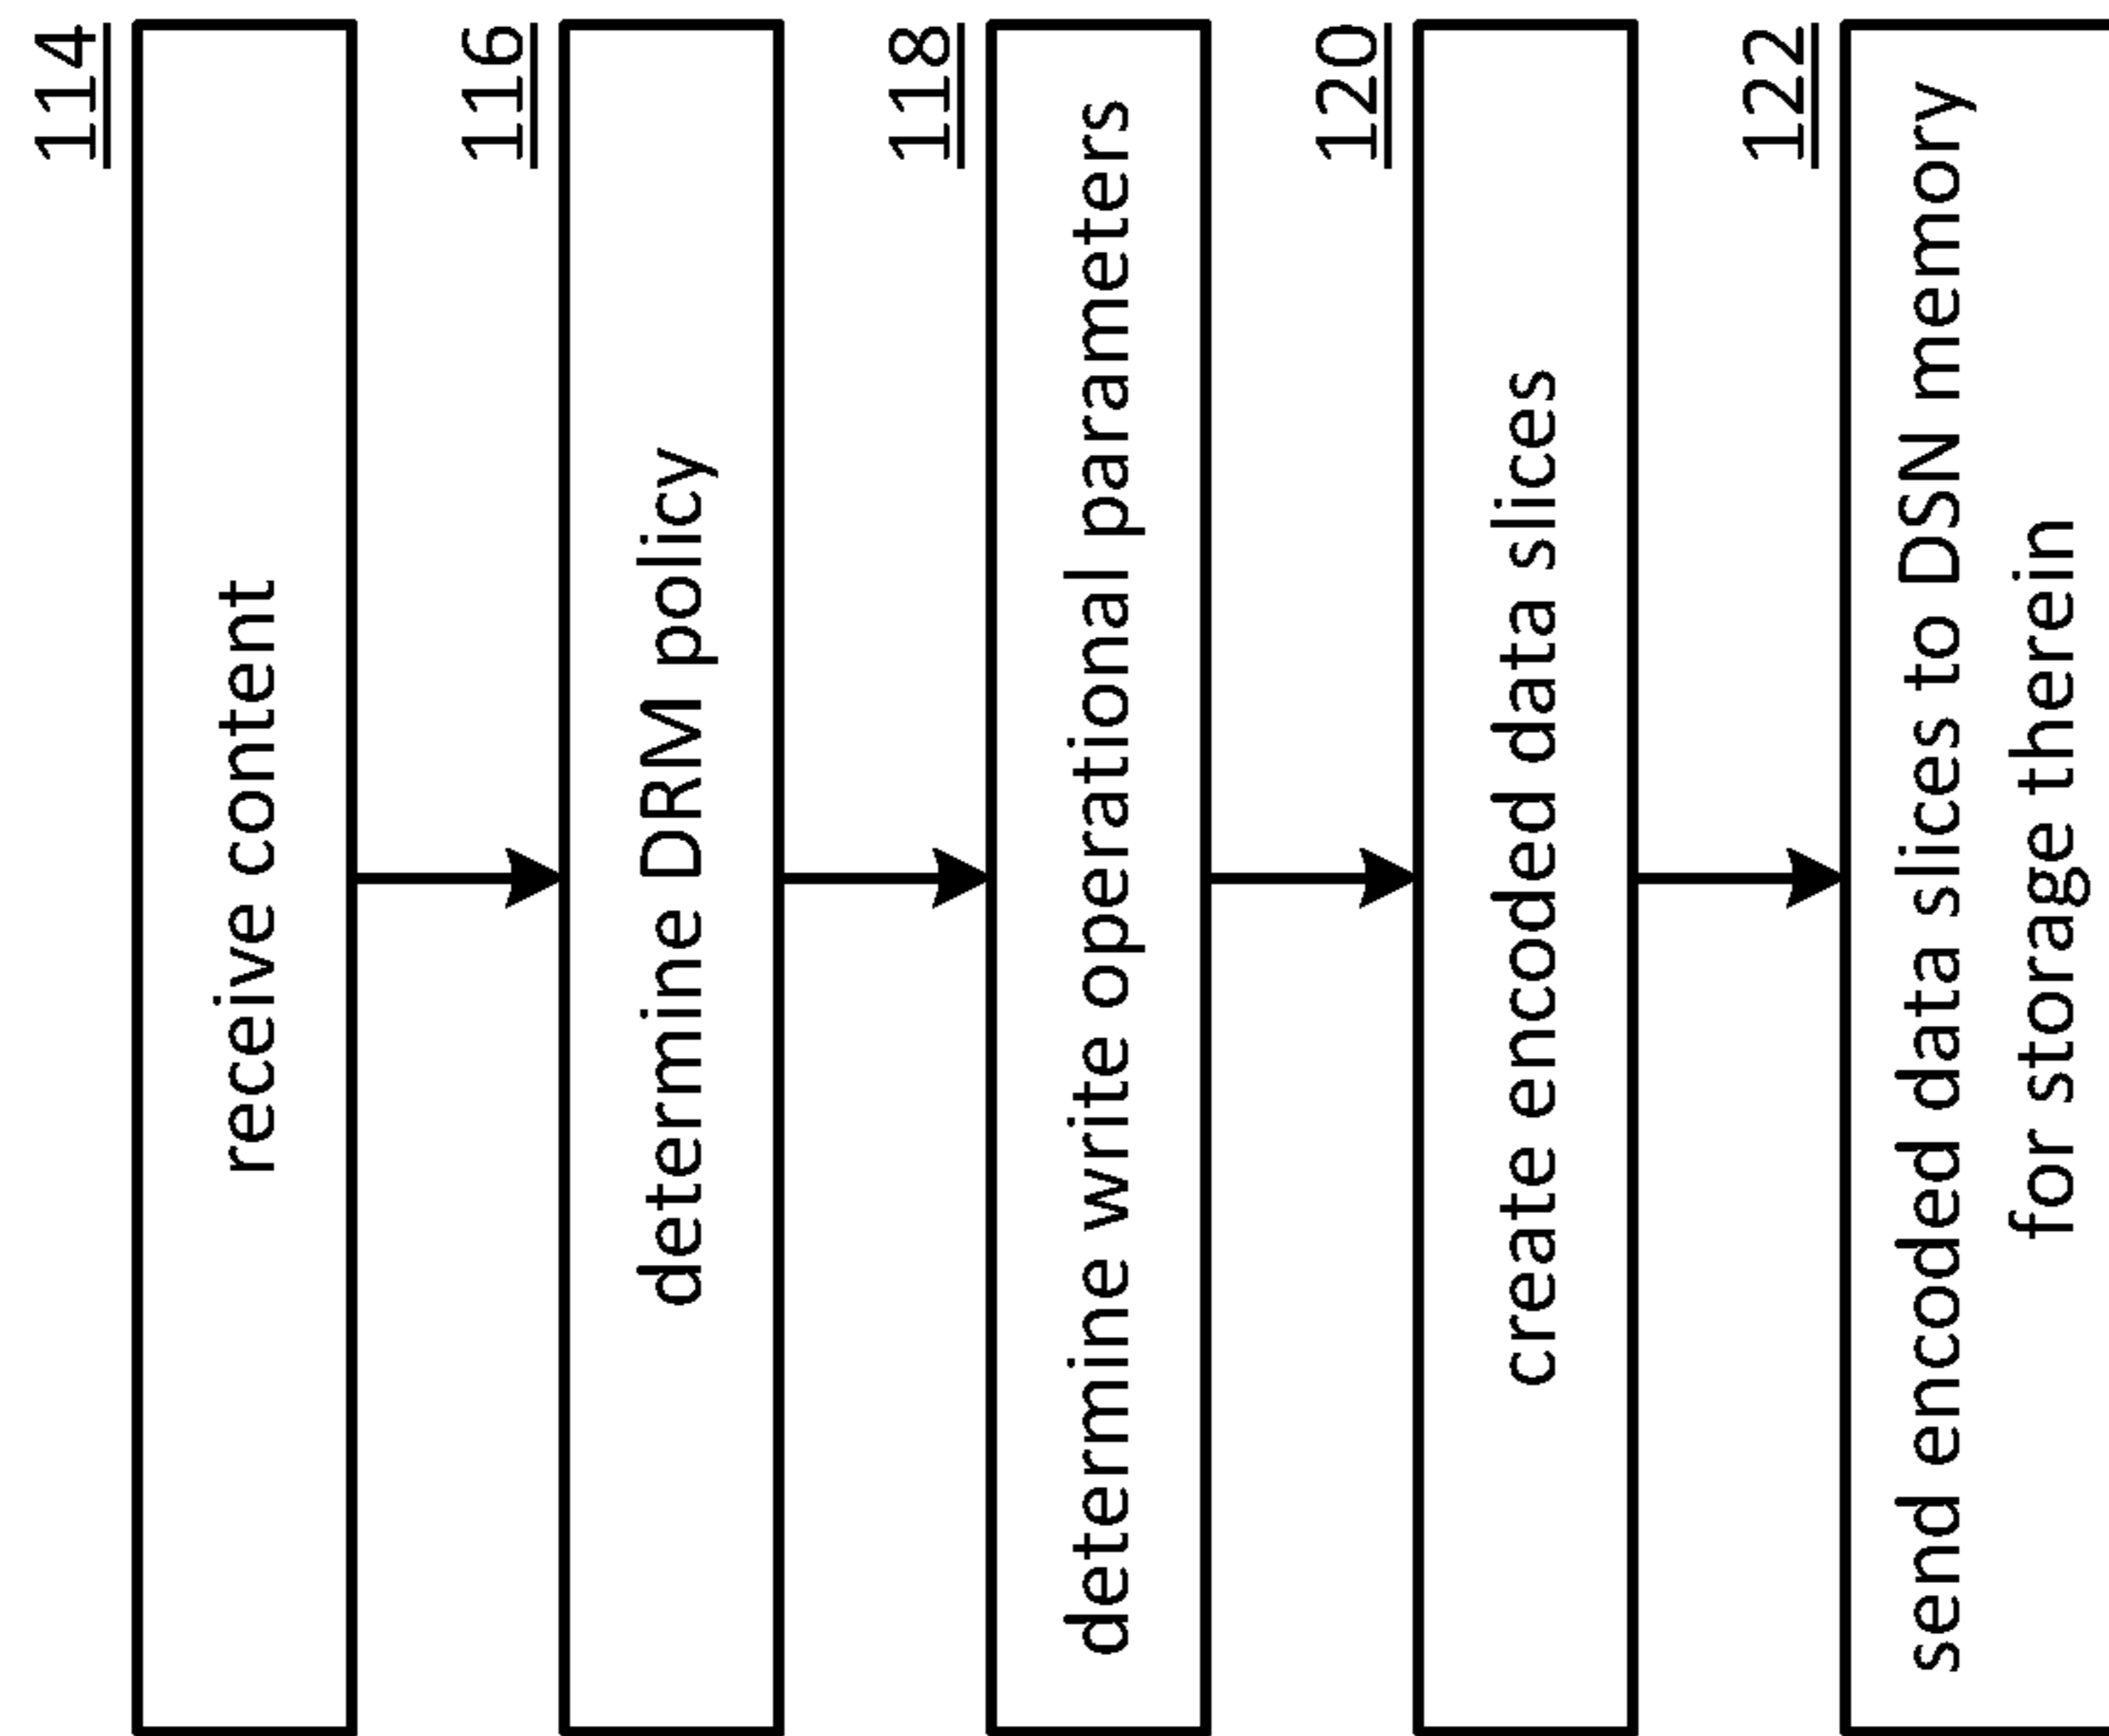 114
receive content
116
determine DRM policy
118
determine write operational parameters
120
create encoded data slices
122
send encoded data slices to DSN memory
for storage therein